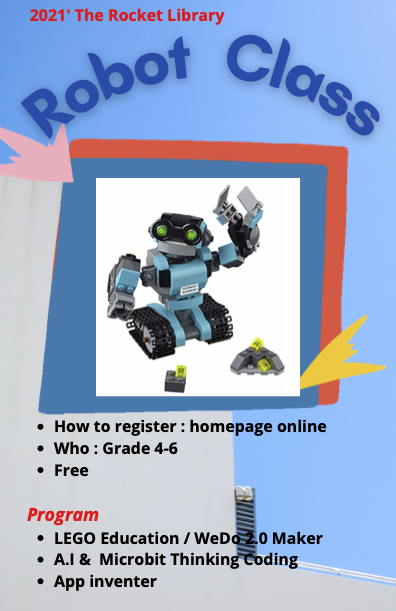 2021' The Rocket Library
Robot Class
• How to register : homepage online
• Who : Grade 4-6
• Free
Program
• LEGO Education / WeDo 2.0 Maker
• A.I & Microbit Thinking Coding
• App inventer